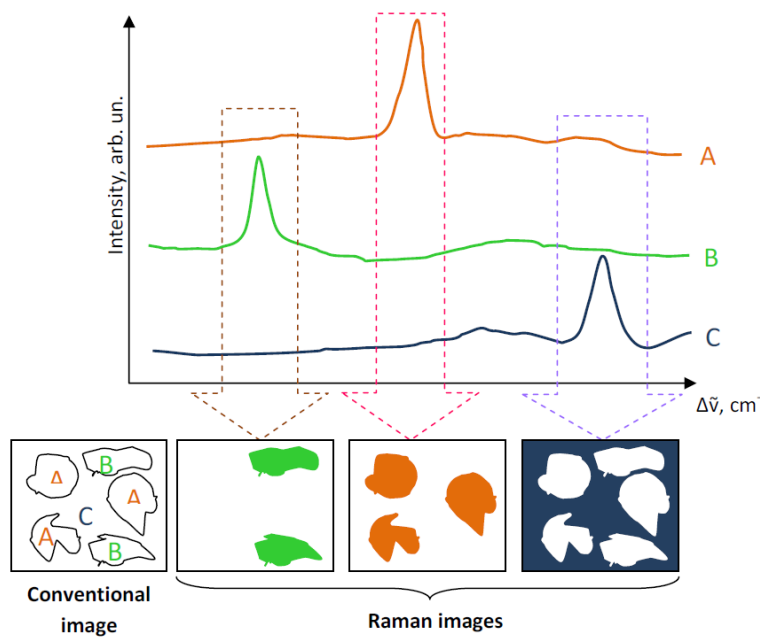 Intensity, arb. un.
A
B
C
Δṽ, cm⁻
B
Δ
Δ
C
A
B
Conventional
image
Raman images